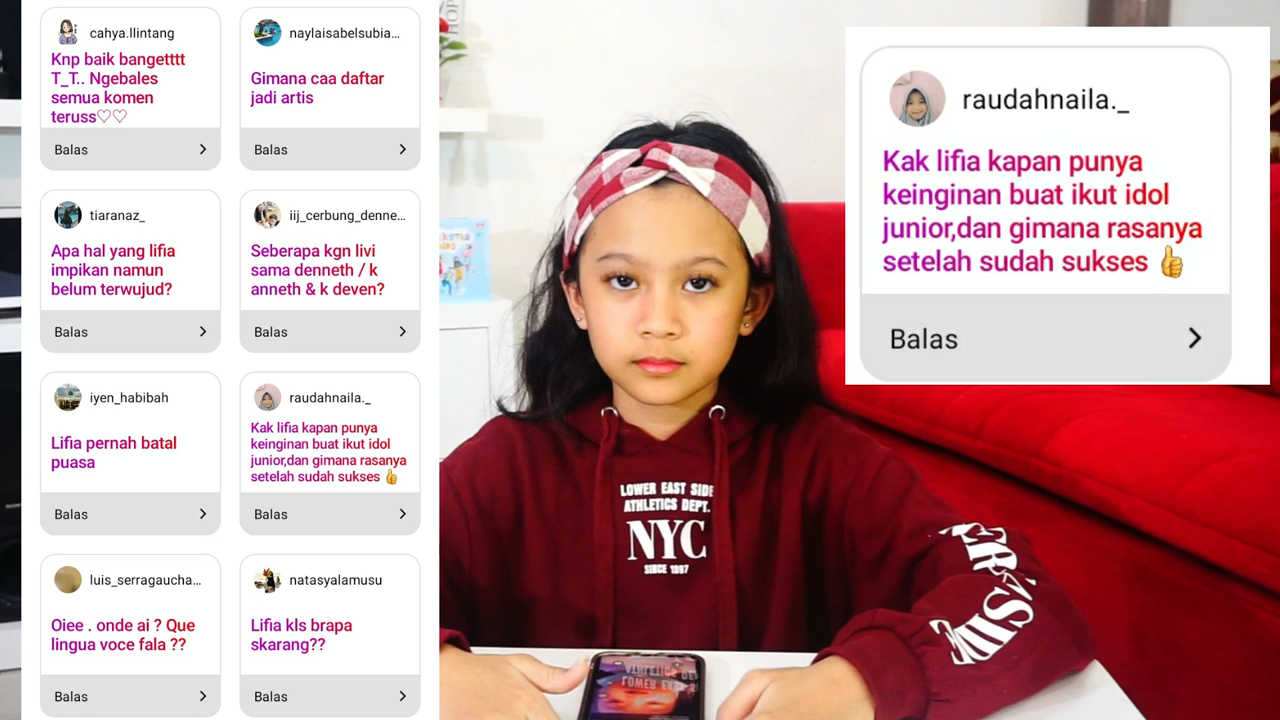 cahya.llintang
Knp baik bangetttt
T_T.. Ngebales
semua komen
teruss♡♡
Balas
naylaisabelsubia...
Gimana caa daftar
jadi artis
Balas
tiaranaz_
Apa hal yang lifia
impikan namun
belum terwujud?
Balas
iij_cerbung_denne...
Seberapa kgn livi
sama denneth / k
anneth & k deven?
Balas
iyen_habibah
Lifia pernah batal
puasa
Balas
raudahnaila._
Kak lifia kapan punya
keinginan buat ikut idol
junior,dan gimana rasanya
setelah sudah sukses 👍
Balas
luis_serragaucha...
Oiee . onde ai ? Que
lingua voce fala ??
Balas
natasyalamusu
Lifia kls brapa
skarang??
Balas
raudahnaila._
Kak lifia kapan punya
keinginan buat ikut idol
junior,dan gimana rasanya
setelah sudah sukses 👍
Balas
LOWER EAST SIDE
ATHLETICS DEPT.
NYC
SINCE 1997